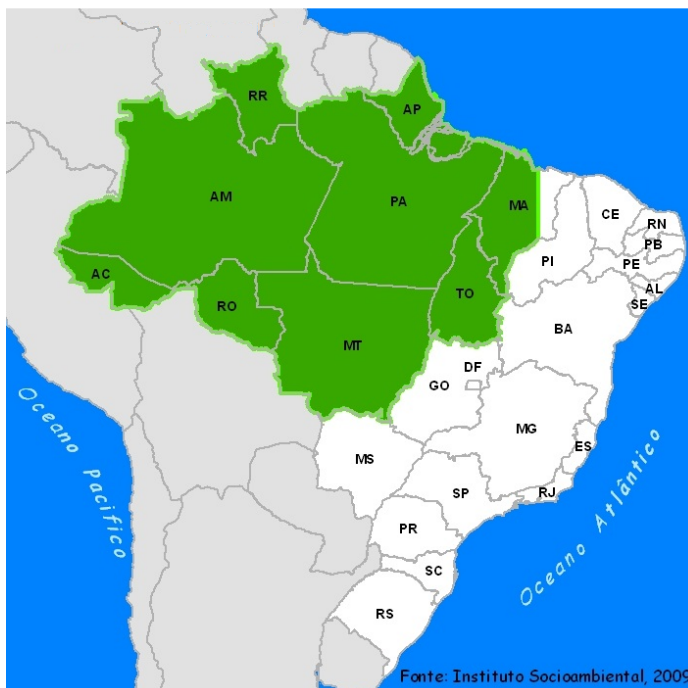 RR
AP
AM
PA
MA
CE
RN
PB
PI
PE
AC
TO
AL
RO
SE
BA
MT
DF
GO
MG
ES
MS
SP
RJ
PR
SC
RS
Oceano Pacifico
Oceano Atlântico
Fonte: Instituto Socioambiental, 2009